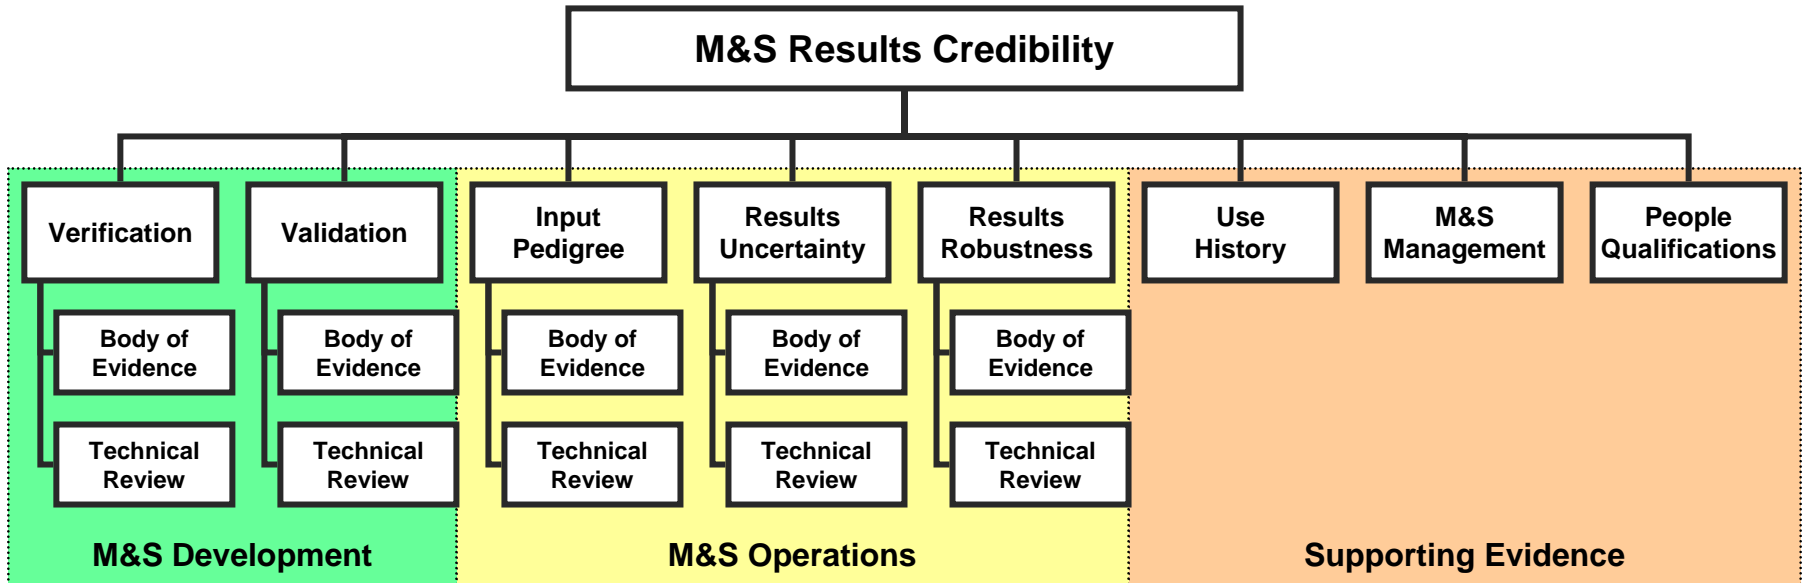 M&S Results Credibility
Verification
Validation
Input
Pedigree
Results
Uncertainty
Results
Robustness
Use
History
M&S
Management
People
Qualifications
Body of
Evidence
Body of
Evidence
Body of
Evidence
Body of
Evidence
Body of
Evidence
Technical
Review
Technical
Review
Technical
Review
Technical
Review
Technical
Review
M&S Development
M&S Operations
Supporting Evidence